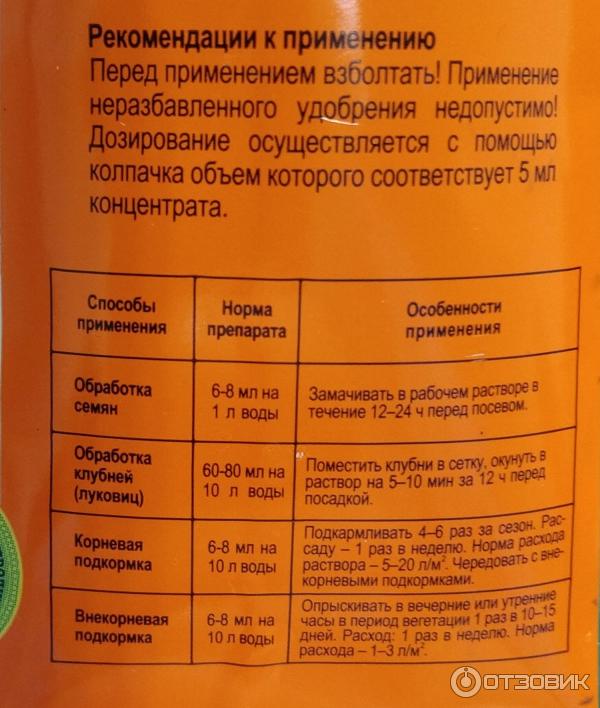 Рекомендации к применению
Перед применением взболтать! Применение
неразбавленного удобрения недопустимо!
Дозирование осуществляется с помощью
колпачка объем которого соответствует 5 мл
концентрата.
Способы
применения
Норма
препарата
Особенности
применения
Обработка
семян
6-8 мл на
1 л воды
Замачивать в рабочем растворе в
течение 12–24 ч перед посевом.
Обработка
клубней
(луковиц)
60-80 мл на
10 л воды
Поместить клубни в сетку, окунуть в
раствор на 5–10 мин за 12 ч перед
посадкой.
Корневая
подкормка
6-8 мл на
10 л воды
Подкармливать 4–6 раз за сезон. Рас-
саду – 1 раз в неделю. Норма расхода
раствора – 5–20 л/м². Чередовать с вне-
корневыми подкормками.
Внекорневая
подкормка
6-8 мл на
10 л воды
Опрыскивать в вечерние или утренние
часы в период вегетации 1 раз в 10–15
дней. Расход: 1 раз в неделю. Норма
расхода – 1–3 л/м².
ОТЗОВИК